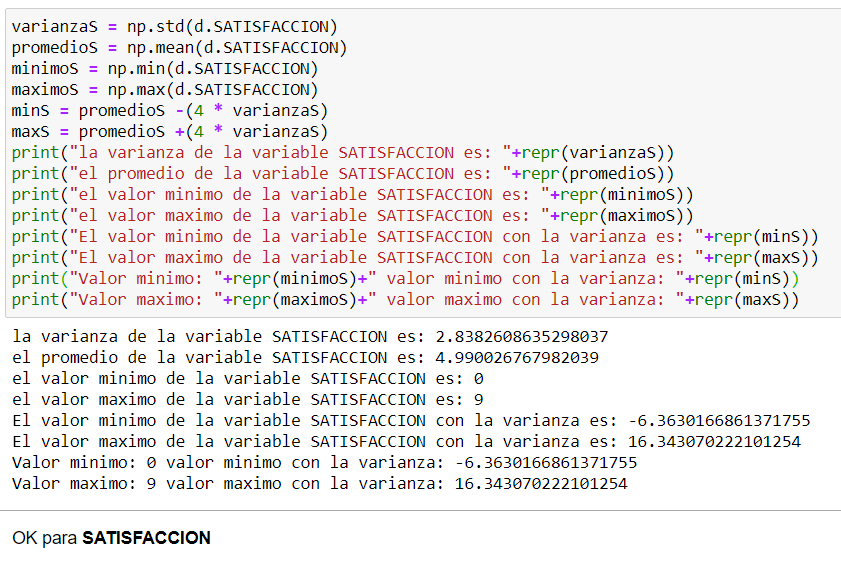 varianzaS = np.std(d.SATISFACCION)
promedioS = np.mean(d.SATISFACCION)
minimoS = np.min(d.SATISFACCION)
maximoS = np.max(d.SATISFACCION)
minS = promedioS -(4 * varianzaS)
maxS = promedioS +(4 * varianzaS)
print("la varianza de la variable SATISFACCION es: "+repr(varianzaS))
print("el promedio de la variable SATISFACCION es: "+repr(promedioS))
print("el valor minimo de la variable SATISFACCION es: "+repr(minimoS))
print("el valor maximo de la variable SATISFACCION es: "+repr(maximoS))
print("El valor minimo de la variable SATISFACCION con la varianza es: "+repr(minS))
print("El valor maximo de la variable SATISFACCION con la varianza es: "+repr(maxS))
print("Valor minimo: "+repr(minimoS)+" valor minimo con la varianza: "+repr(minS))
print("Valor maximo: "+repr(maximoS)+" valor maximo con la varianza: "+repr(maxS))
la varianza de la variable SATISFACCION es: 2.8382608635298037
el promedio de la variable SATISFACCION es: 4.990026767982039
el valor minimo de la variable SATISFACCION es: 0
el valor maximo de la variable SATISFACCION es: 9
El valor minimo de la variable SATISFACCION con la varianza es: -6.3630166861371755
El valor maximo de la variable SATISFACCION con la varianza es: 16.343070222101254
Valor minimo: 0 valor minimo con la varianza: -6.3630166861371755
Valor maximo: 9 valor maximo con la varianza: 16.343070222101254
OK para SATISFACCION